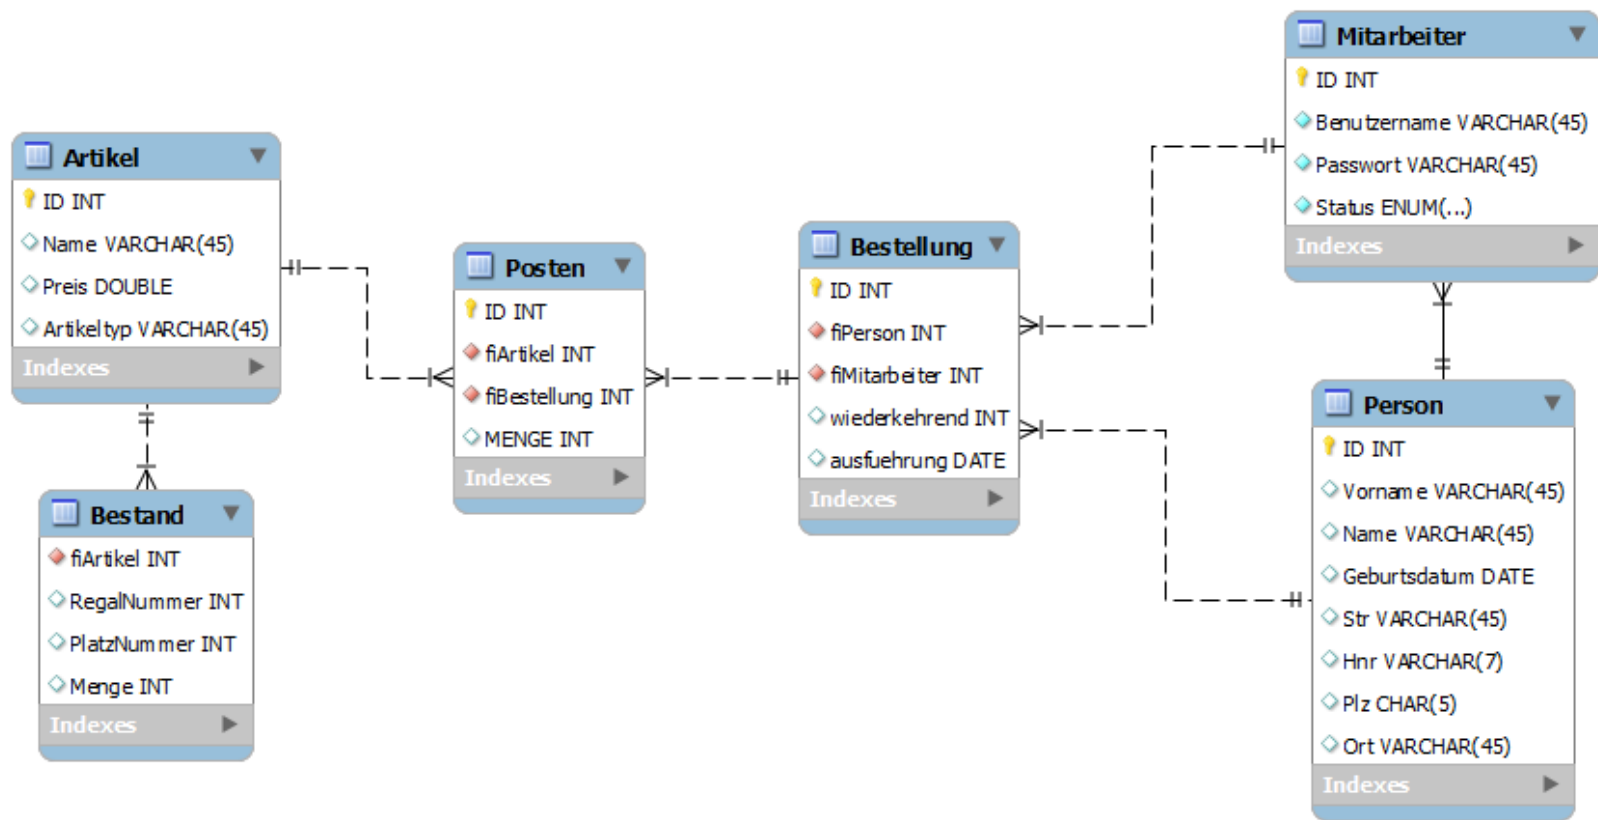 Artikel
ID INT
Name VARCHAR(45)
Preis DOUBLE
Artikeltyp VARCHAR(45)
Indexes
Bestand
fiArtikel INT
RegalNummer INT
PlatzNummer INT
Menge INT
Indexes
Posten
ID INT
fiArtikel INT
fiBestellung INT
MENGE INT
Indexes
Bestellung
ID INT
fiPerson INT
fiMitarbeiter INT
wiederkehrend INT
ausfuehrung DATE
Indexes
Mitarbeiter
ID INT
Benutzername VARCHAR(45)
Passwort VARCHAR(45)
Status ENUM(...)
Indexes
Person
ID INT
Vorname VARCHAR(45)
Name VARCHAR(45)
Geburtsdatum DATE
Str VARCHAR(45)
Hnr VARCHAR(7)
Plz CHAR(5)
Ort VARCHAR(45)
Indexes